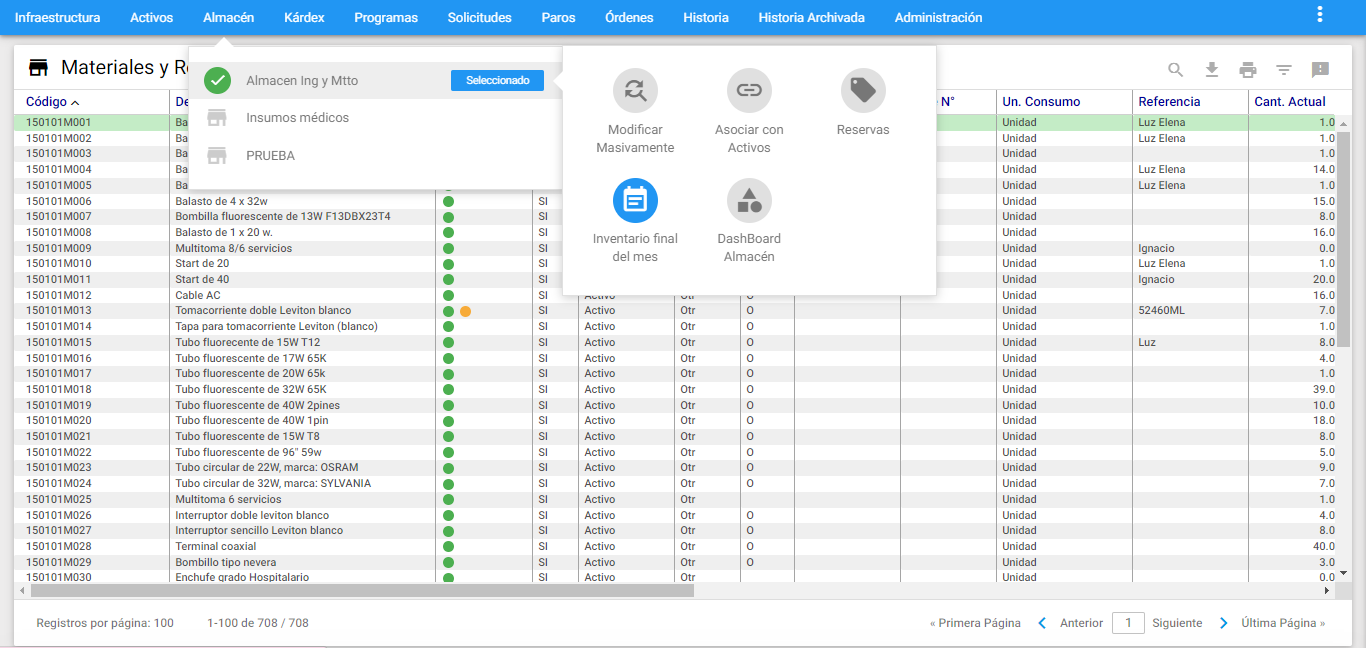 Infraestructura Activos Almacén Kárdex Programas Solicitudes Paros Órdenes Historia Historia Archivada Administración
Materiales y R
Almacen Ing y Mtto Seleccionado
Insumos médicos
PRUEBA
Modificar Masivamente
Asociar con Activos
Reservas
Inventario final del mes
DashBoard Almacén
Código De N° Un. Consumo Referencia Cant. Actual
150101M001 Ba Unidad Luz Elena 1.0
150101M002 Ba Unidad Luz Elena 1.0
150101M003 Ba Unidad 1.0
150101M004 Ba Unidad Luz Elena 14.0
150101M005 Ba Unidad Luz Elena 1.0
150101M006 Balasto de 4 x 32w SI Unidad 15.0
150101M007 Bombilla fluorescente de 13W F13DBX23T4 SI Unidad 8.0
150101M008 Balasto de 1 x 20 w. SI Unidad 16.0
150101M009 Multitoma 8/6 servicios SI Unidad Ignacio 0.0
150101M010 Start de 20 SI Unidad Luz Elena 1.0
150101M011 Start de 40 SI Unidad Ignacio 20.0
150101M012 Cable AC SI Activo Otr O Unidad 16.0
150101M013 Tomacorriente doble Leviton blanco SI Activo Otr O Unidad 52460ML 7.0
150101M014 Tapa para tomacorriente Leviton (blanco) SI Activo Otr O Unidad 1.0
150101M015 Tubo fluorecente de 15W T12 SI Activo Otr O Unidad Luz 8.0
150101M016 Tubo fluorescente de 17W 65K SI Activo Otr O Unidad 4.0
150101M017 Tubo fluorescente de 20W 65k SI Activo Otr O Unidad 1.0
150101M018 Tubo fluorescente de 32W 65K SI Activo Otr O Unidad 39.0
150101M019 Tubo fluorescente de 40W 2pines SI Activo Otr O Unidad 10.0
150101M020 Tubo fluorescente de 40W 1pin SI Activo Otr O Unidad 18.0
150101M021 Tubo fluorescente de 15W T8 SI Activo Otr O Unidad 8.0
150101M022 Tubo fluorescente de 96" 59w SI Activo Otr O Unidad 5.0
150101M023 Tubo circular de 22W, marca: OSRAM SI Activo Otr O Unidad 9.0
150101M024 Tubo circular de 32W, marca: SYLVANIA SI Activo Otr O Unidad 7.0
150101M025 Multitoma 6 servicios SI Activo Otr Unidad 1.0
150101M026 Interruptor doble leviton blanco SI Activo Otr O Unidad 4.0
150101M027 Interruptor sencillo Leviton blanco SI Activo Otr O Unidad 8.0
150101M028 Terminal coaxial SI Activo Otr O Unidad 40.0
150101M029 Bombillo tipo nevera SI Activo Otr O Unidad 3.0
150101M030 Enchufe grado Hospitalario SI Activo Otr Unidad 0.0
Registros por página: 100 1-100 de 708 / 708 « Primera Página Anterior 1 Siguiente Última Página »